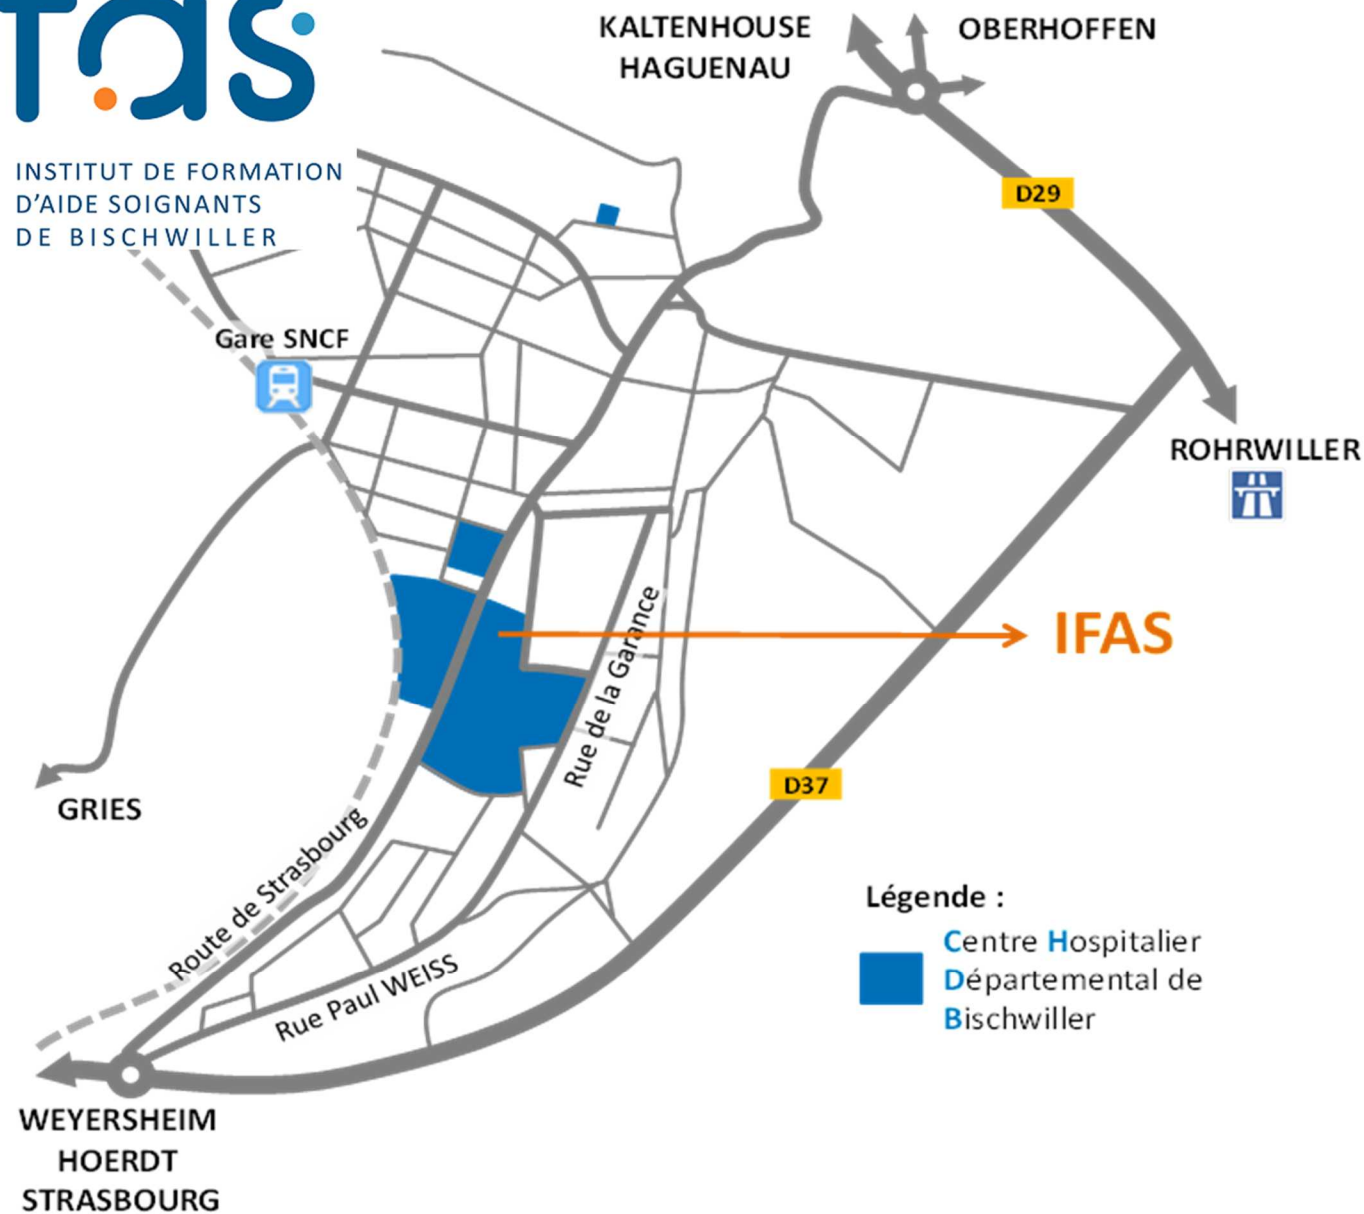 fas
INSTITUT DE FORMATION
D'AIDE SOIGNANTS
DE BISCHWILLER
KALTENHOUSE
HAGUENAU
OBERHOFFEN
D29
Gare SNCF
ROHRWILLER
IFAS
Rue de la Garance
D37
GRIES
Route de Strasbourg
Légende :
Centre Hospitalier
Départemental de
Bischwiller
Rue Paul WEISS
WEYERSHEIM
HOERDT
STRASBOURG